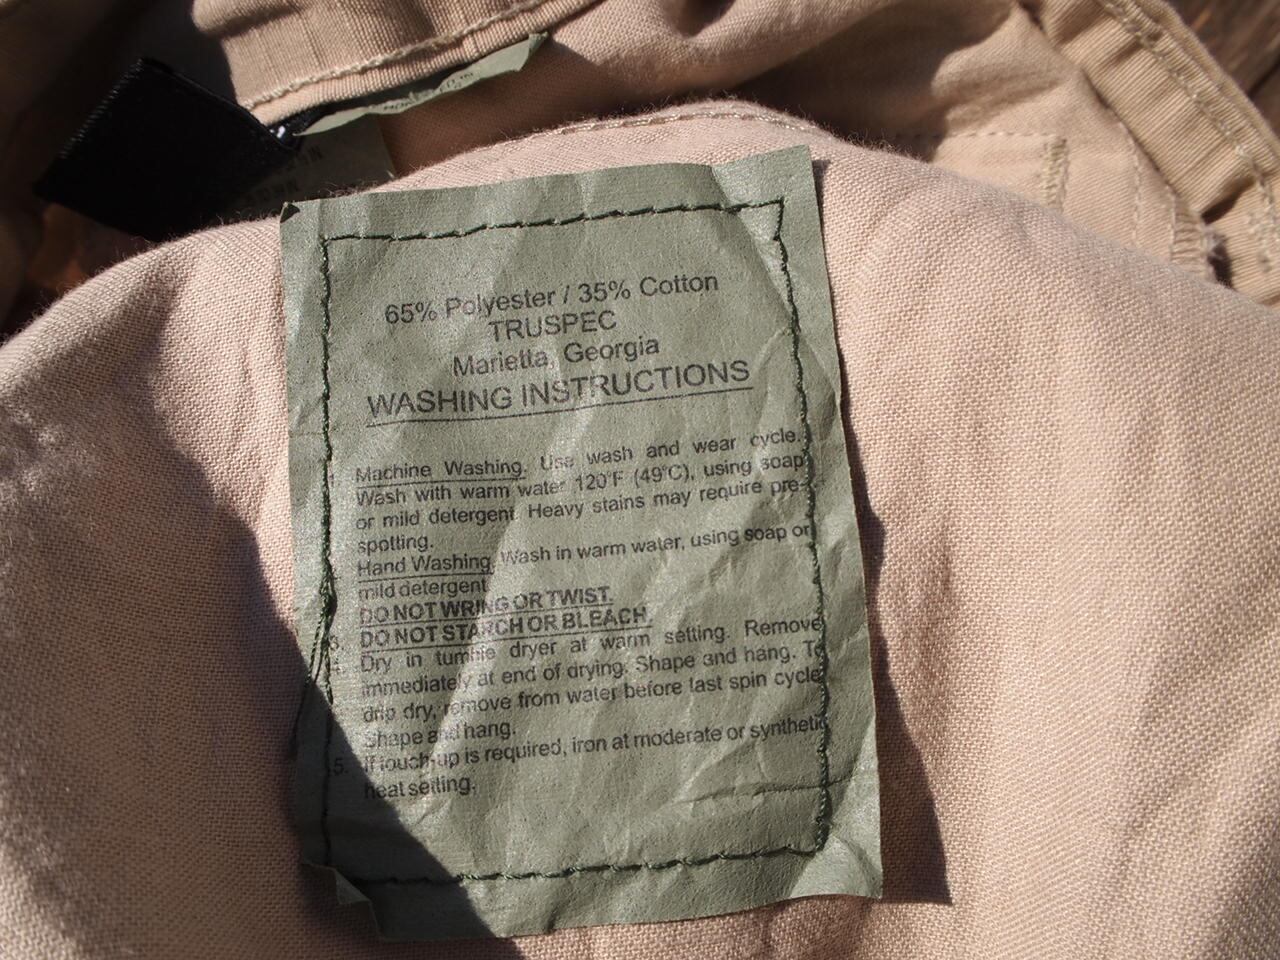 65% Polyester / 35% Cotton
TRUSPEC
Marietta, Georgia
WASHING INSTRUCTIONS
Machine Washing. Use wash and wear cycle.
Wash with warm water 120°F (49°C), using soap
or mild detergent. Heavy stains may require pre-
spotting.
Hand Washing. Wash in warm water, using soap or
mild detergent.
DO NOT WRING OR TWIST.
3. DO NOT STARCH OR BLEACH.
4. Dry in tumble dryer at warm setting. Remove
immediately at end of drying. Shape and hang. To
drip dry, remove from water before last spin cycle.
Shape and hang.
5. If touch-up is required, iron at moderate or synthetic
heat setting.